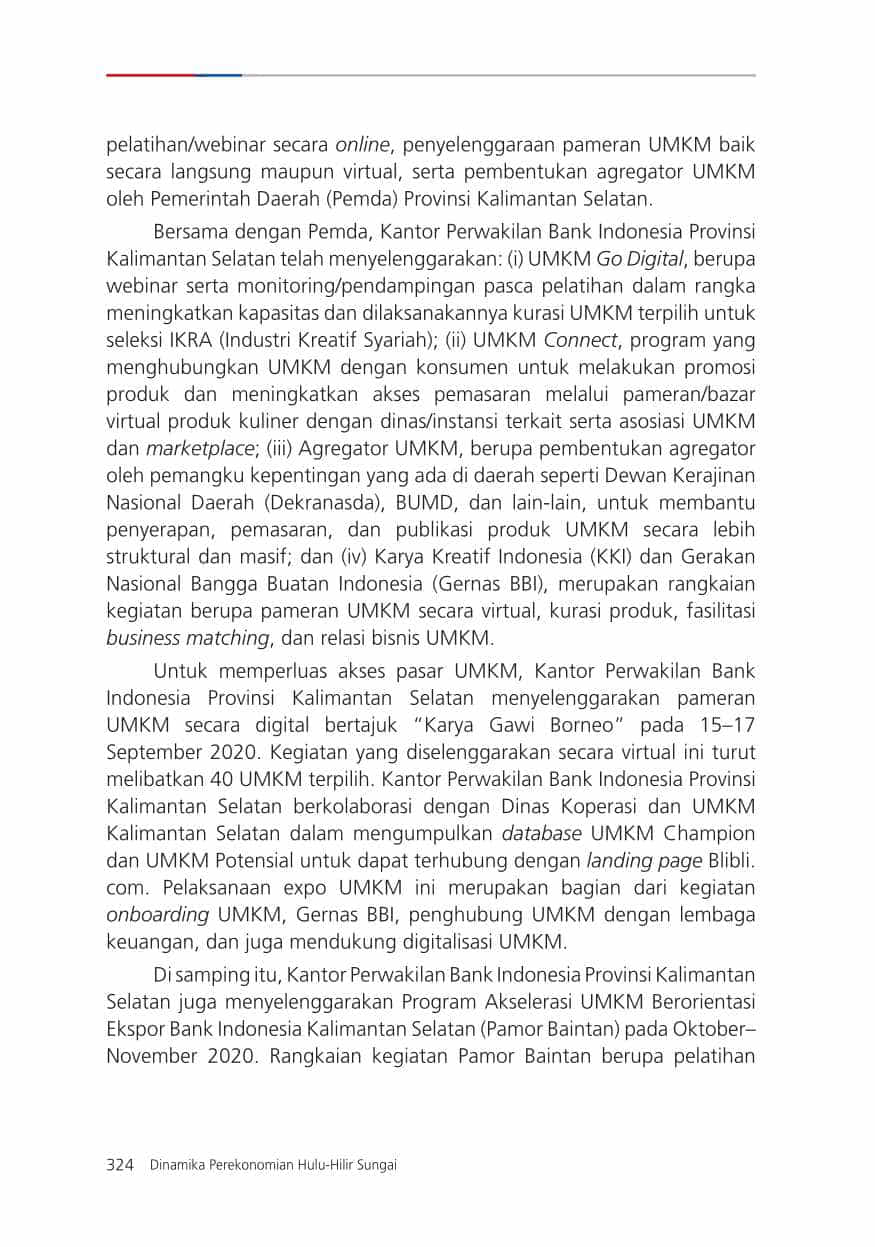 pelatihan/webinar secara online, penyelenggaraan pameran UMKM baik
secara langsung maupun virtual, serta pembentukan agregator UMKM
oleh Pemerintah Daerah (Pemda) Provinsi Kalimantan Selatan.
Bersama dengan Pemda, Kantor Perwakilan Bank Indonesia Provinsi
Kalimantan Selatan telah menyelenggarakan: (i) UMKM Go Digital, berupa
webinar serta monitoring/pendampingan pasca pelatihan dalam rangka
meningkatkan kapasitas dan dilaksanakannya kurasi UMKM terpilih untuk
seleksi IKRA (Industri Kreatif Syariah); (ii) UMKM Connect, program yang
menghubungkan UMKM dengan konsumen untuk melakukan promosi
produk dan meningkatkan akses pemasaran melalui pameran/bazar
virtual produk kuliner dengan dinas/instansi terkait serta asosiasi UMKM
dan marketplace; (iii) Agregator UMKM, berupa pembentukan agregator
oleh pemangku kepentingan yang ada di daerah seperti Dewan Kerajinan
Nasional Daerah (Dekranasda), BUMD, dan lain-lain, untuk membantu
penyerapan, pemasaran, dan publikasi produk UMKM secara lebih
struktural dan masif; dan (iv) Karya Kreatif Indonesia (KKI) dan Gerakan
Nasional Bangga Buatan Indonesia (Gernas BBI), merupakan rangkaian
kegiatan berupa pameran UMKM secara virtual, kurasi produk, fasilitasi
business matching, dan relasi bisnis UMKM.
Untuk memperluas akses pasar UMKM, Kantor Perwakilan Bank
Indonesia Provinsi Kalimantan Selatan menyelenggarakan pameran
UMKM secara digital bertajuk “Karya Gawi Borneo” pada 15–17
September 2020. Kegiatan yang diselenggarakan secara virtual ini turut
melibatkan 40 UMKM terpilih. Kantor Perwakilan Bank Indonesia Provinsi
Kalimantan Selatan berkolaborasi dengan Dinas Koperasi dan UMKM
Kalimantan Selatan dalam mengumpulkan database UMKM Champion
dan UMKM Potensial untuk dapat terhubung dengan landing page Blibli.
com. Pelaksanaan expo UMKM ini merupakan bagian dari kegiatan
onboarding UMKM, Gernas BBI, penghubung UMKM dengan lembaga
keuangan, dan juga mendukung digitalisasi UMKM.
Di samping itu, Kantor Perwakilan Bank Indonesia Provinsi Kalimantan
Selatan juga menyelenggarakan Program Akselerasi UMKM Berorientasi
Ekspor Bank Indonesia Kalimantan Selatan (Pamor Baintan) pada Oktober–
November 2020. Rangkaian kegiatan Pamor Baintan berupa pelatihan
324 Dinamika Perekonomian Hulu-Hilir Sungai